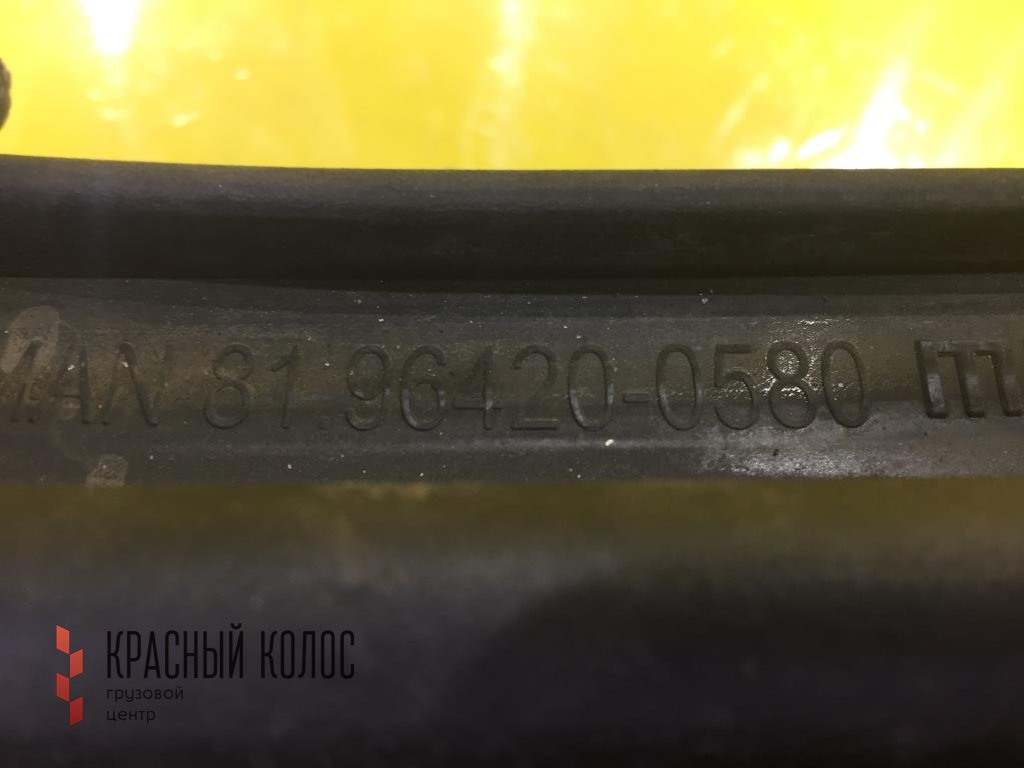 MAN 81.96420-0580 m
КРАСНЫЙ КОЛОС
грузовой
центр